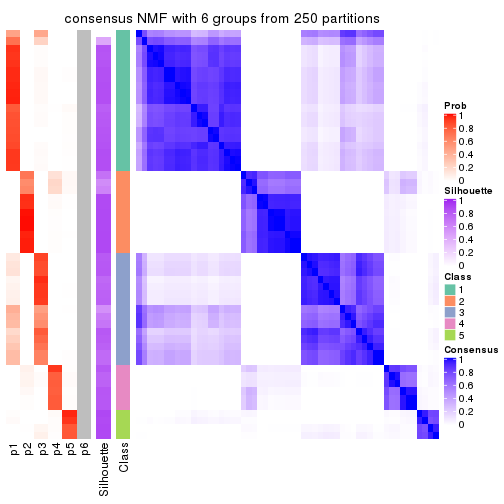 consensus NMF with 6 groups from 250 partitions
Prob
1
0.8
0.6
0.4
0.2
0
Silhouette
1
0.8
0.6
0.4
0.2
0
Class
1
2
3
4
5
Consensus
1
0.8
0.6
0.4
0.2
0
p1
p2
p3
p4
p5
p6
Silhouette
Class